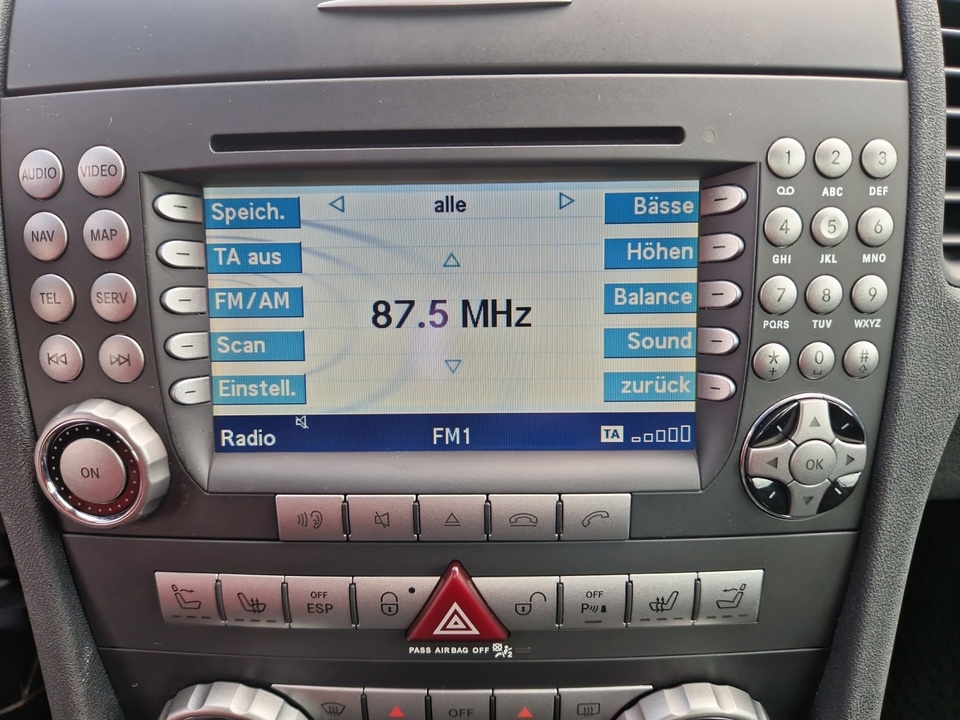 AUDIO VIDEO
NAV MAP
TEL SERV
ON
Speich. alle Bässe
TA aus Höhen
FM/AM 87.5 MHz Balance
Scan Sound
Einstell. zurück
Radio FM1 TA
1 2 3
ABC DEF
4 5 6
GHI JKL MNO
7 8 9
PQRS TUV WXYZ
* 0 #
+
OK
OFF OFF
ESP P
PASS AIRBAG OFF
2
OFF